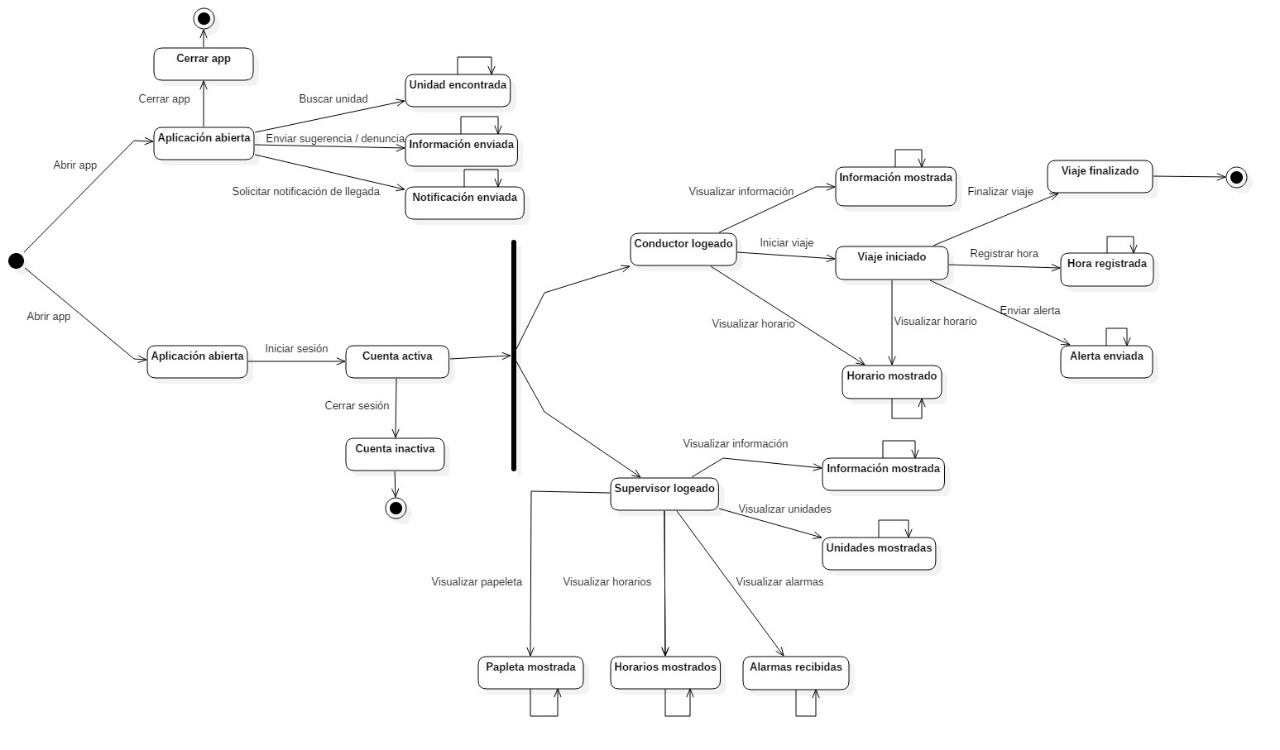 Cerrar app
Cerrar app
Aplicación abierta
Abrir app
Buscar unidad
Unidad encontrada
Enviar sugerencia / denuncia
Información enviada
Solicitar notificación de llegada
Notificación enviada
Abrir app
Aplicación abierta
Iniciar sesión
Cuenta activa
Cerrar sesión
Cuenta inactiva
Conductor logeado
Visualizar información
Información mostrada
Iniciar viaje
Viaje iniciado
Finalizar viaje
Viaje finalizado
Registrar hora
Hora registrada
Enviar alerta
Alerta enviada
Visualizar horario
Visualizar horario
Horario mostrado
Supervisor logeado
Visualizar información
Información mostrada
Visualizar unidades
Unidades mostradas
Visualizar papeleta
Visualizar horarios
Visualizar alarmas
Papleta mostrada
Horarios mostrados
Alarmas recibidas